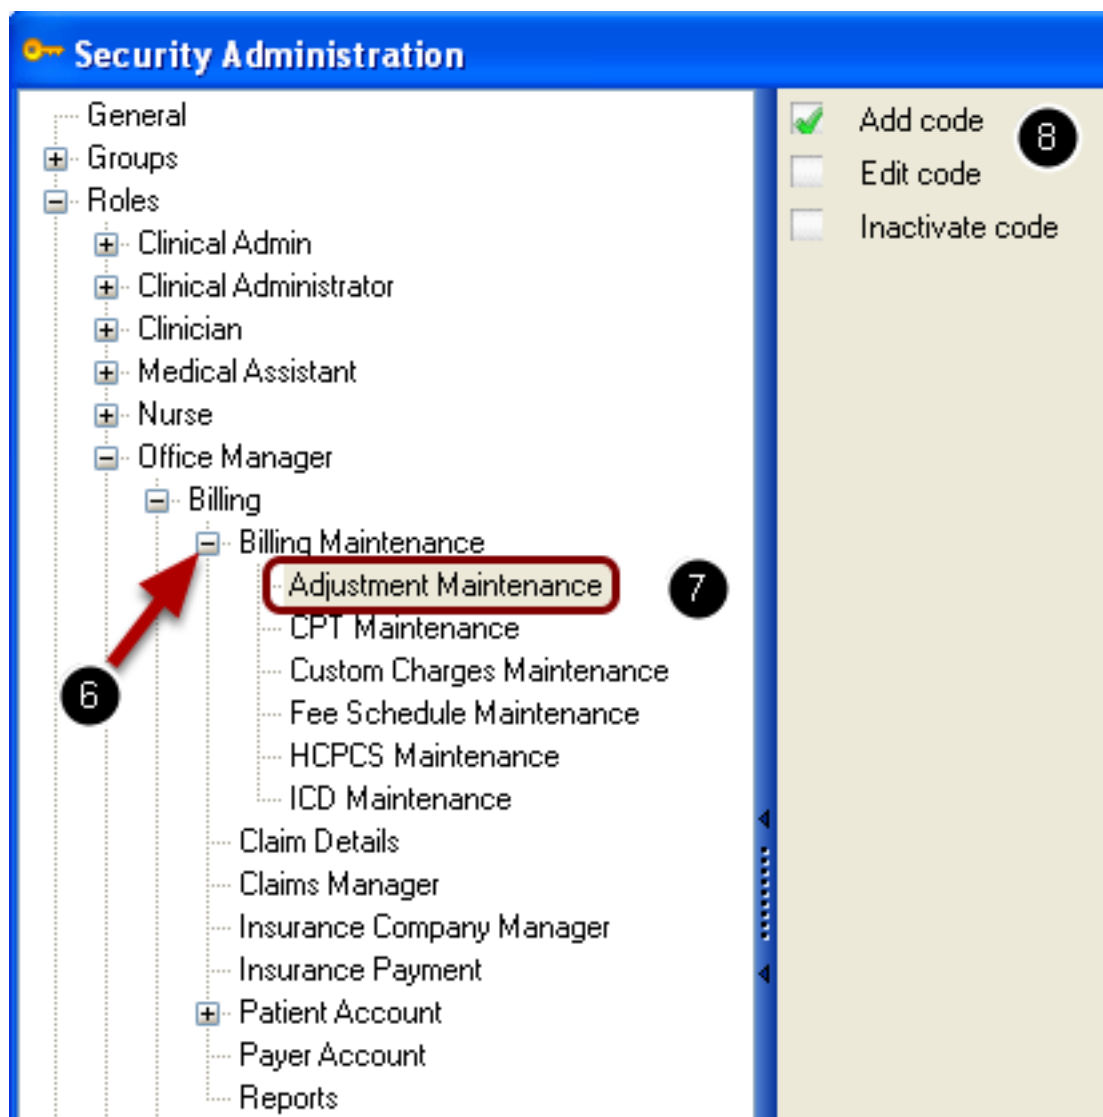 Security Administration
General
Groups
Roles
Clinical Admin
Clinical Administrator
Clinician
Medical Assistant
Nurse
Office Manager
Billing
Billing Maintenance
Adjustment Maintenance
7
CPT Maintenance
6
Custom Charges Maintenance
Fee Schedule Maintenance
HCPCS Maintenance
ICD Maintenance
Claim Details
Claims Manager
Insurance Company Manager
Insurance Payment
Patient Account
Payer Account
Reports
Add code
8
Edit code
Inactivate code